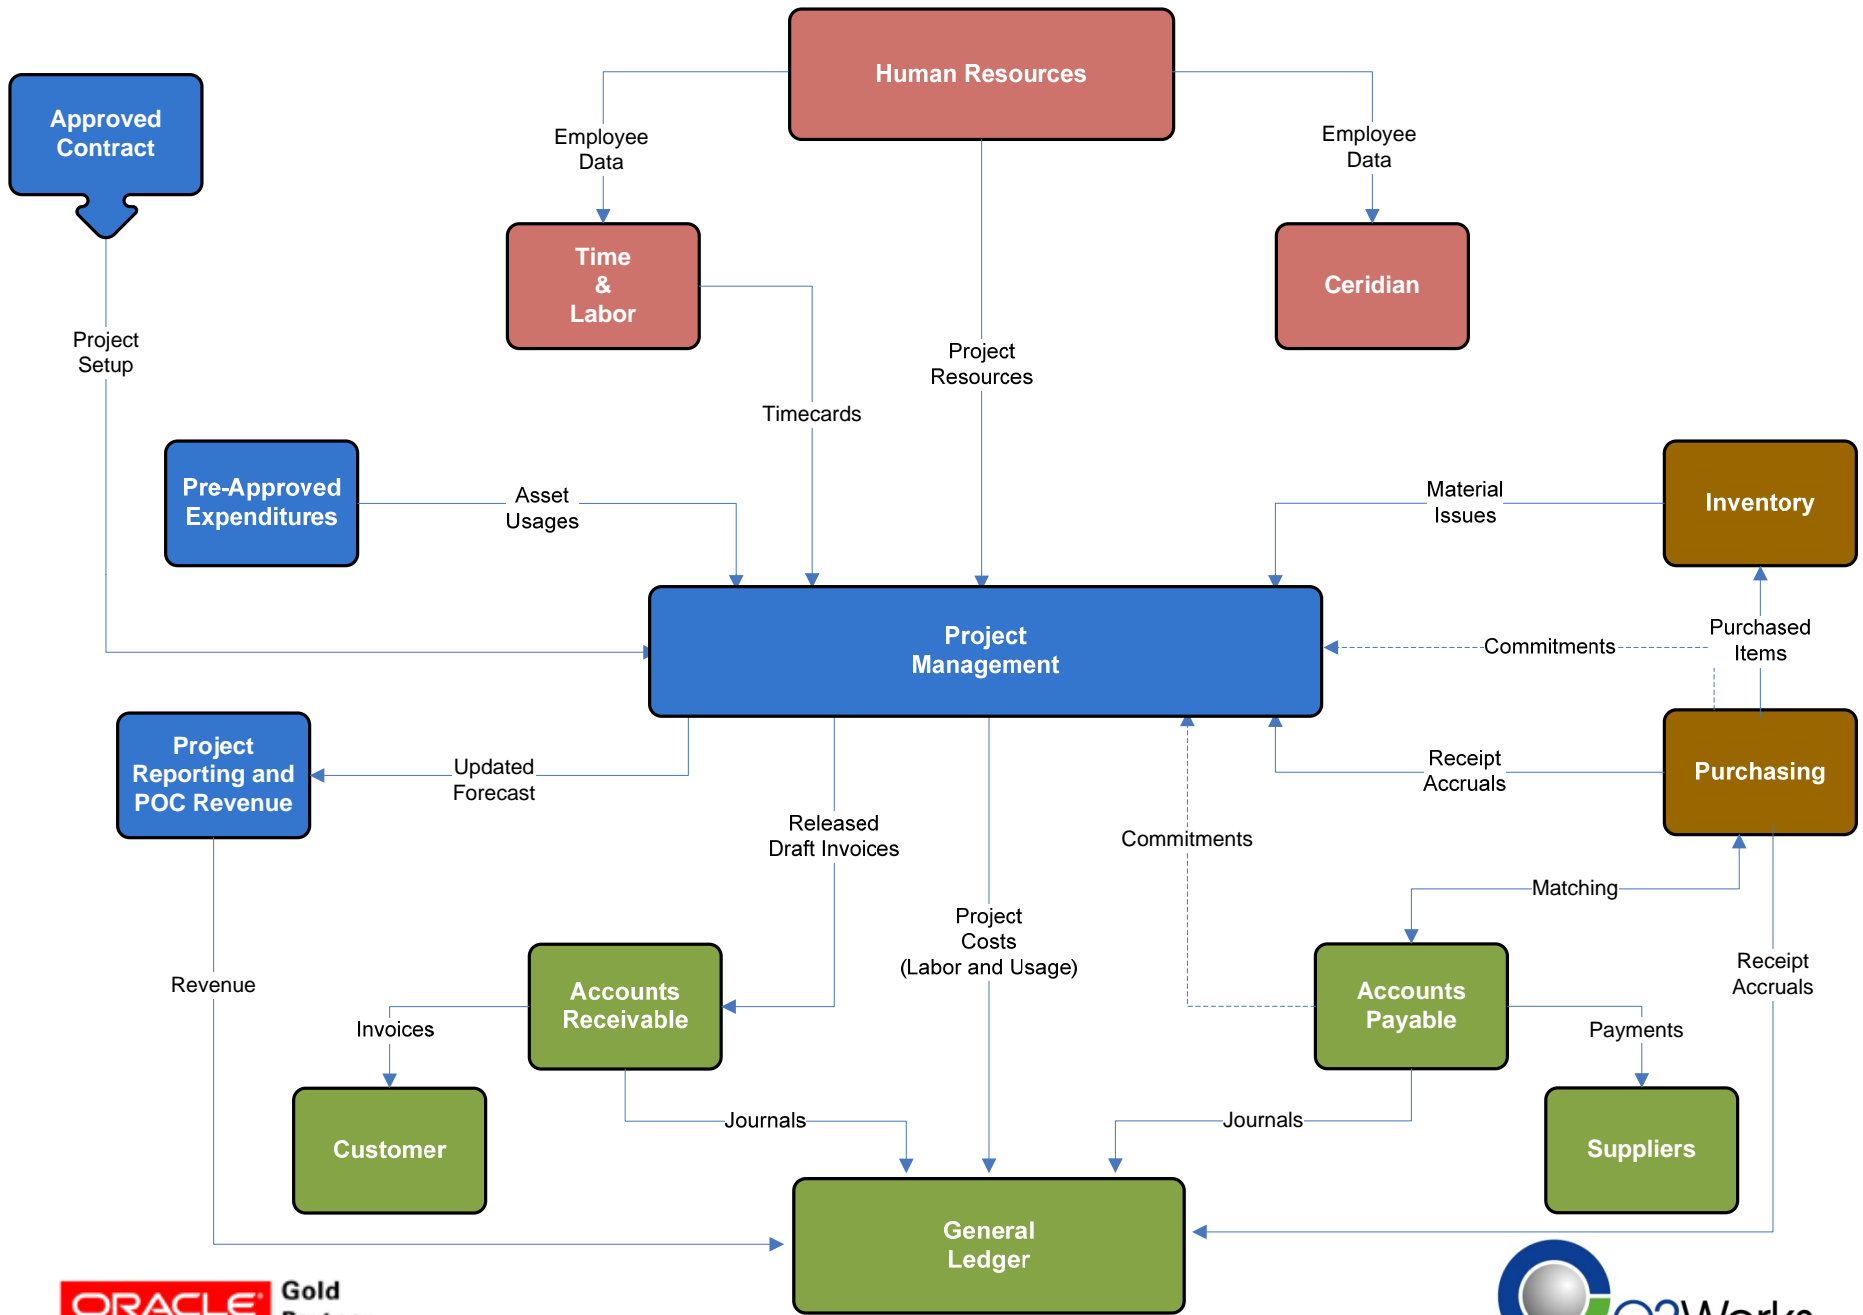 Human Resources
Approved
Contract
Employee
Data
Employee
Data
Time
&
Labor
Ceridian
Project
Setup
Project
Resources
Timecards
Pre-Approved
Expenditures
Asset
Usages
Material
Issues
Inventory
Project
Management
Commitments
Purchased
Items
Project
Reporting and
POC Revenue
Updated
Forecast
Receipt
Accruals
Purchasing
Released
Draft Invoices
Commitments
Matching
Project
Costs
(Labor and Usage)
Revenue
Accounts
Receivable
Accounts
Payable
Receipt
Accruals
Invoices
Payments
Journals
Journals
Customer
Suppliers
General
Ledger
ORACLE Gold